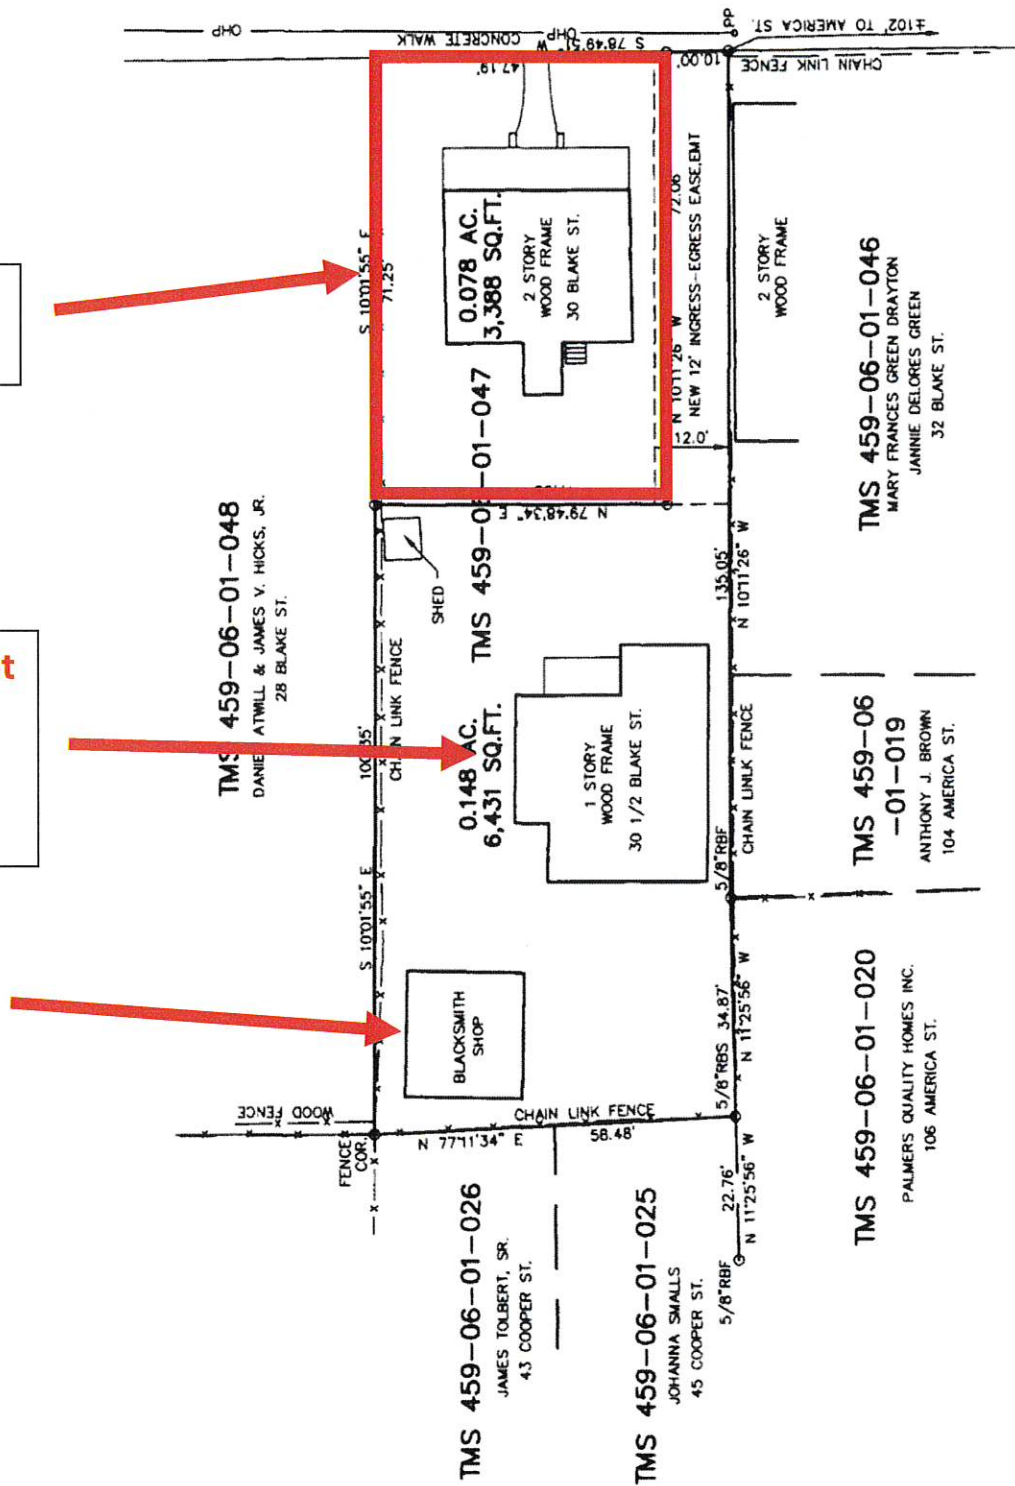 OHP
OHP
CONCRETE WALK
S 78°49'51" W
47.19'
10.00'
PP
±102' TO AMERICA ST.
CHAIN LINK FENCE
S 10°01'55" E
71.25'
0.078 AC.
3,388 SQ.FT.
2 STORY
WOOD FRAME
30 BLAKE ST.
72.06'
N 10°11'26" W
NEW 12' INGRESS-EGRESS EASE,EMT
12.0'
2 STORY
WOOD FRAME
TMS 459-06-01-046
MARY FRANCES GREEN DRAYTON
JANNIE DELORES GREEN
32 BLAKE ST.
TMS 459-06-01-048
DANIEL ATWILL & JAMES V. HICKS, JR.
28 BLAKE ST.
N 79°48'34" E
TMS 459-06-01-047
SHED
t
CHAIN LINK FENCE
100.35'
S 10°01'55" E
0.148 AC.
6,431 SQ.FT.
1 STORY
WOOD FRAME
30 1/2 BLAKE ST.
135.05'
N 10°11'26" W
CHAIN LINLK FENCE
5/8"RBF
TMS 459-06
-01-019
ANTHONY J. BROWN
104 AMERICA ST.
BLACKSMITH
SHOP
34.87'
N 11°25'56" W
5/8"RBS
TMS 459-06-01-020
PALMERS QUALITY HOMES INC.
106 AMERICA ST.
WOOD FENCE
FENCE
COR.
CHAIN LINK FENCE
N 77°11'34" E
58.48'
22.76'
N 11°25'56" W
5/8"RBF
TMS 459-06-01-026
JAMES TOLBERT, SR.
43 COOPER ST.
TMS 459-06-01-025
JOHANNA SMALLS
45 COOPER ST.